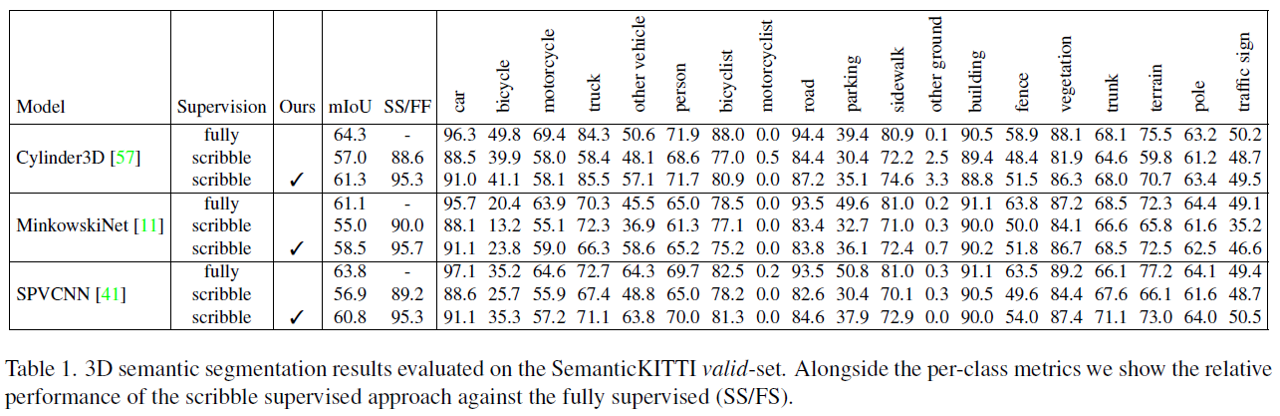 Model Supervision Ours mIoU SS/FF car bicycle motorcycle truck other vehicle person bicyclist motorcyclist road parking sidewalk other ground building fence vegetation trunk terrain pole traffic sign
fully 64.3 - 96.3 49.8 69.4 84.3 50.6 71.9 88.0 0.0 94.4 39.4 80.9 0.1 90.5 58.9 88.1 68.1 75.5 63.2 50.2
Cylinder3D [57] scribble 57.0 88.6 88.5 39.9 58.0 58.4 48.1 68.6 77.0 0.5 84.4 30.4 72.2 2.5 89.4 48.4 81.9 64.6 59.8 61.2 48.7
scribble ✓ 61.3 95.3 91.0 41.1 58.1 85.5 57.1 71.7 80.9 0.0 87.2 35.1 74.6 3.3 88.8 51.5 86.3 68.0 70.7 63.4 49.5
fully 61.1 - 95.7 20.4 63.9 70.3 45.5 65.0 78.5 0.0 93.5 49.6 81.0 0.2 91.1 63.8 87.2 68.5 72.3 64.4 49.1
MinkowskiNet [11] scribble 55.0 90.0 88.1 13.2 55.1 72.3 36.9 61.3 77.1 0.0 83.4 32.7 71.0 0.3 90.0 50.0 84.1 66.6 65.8 61.6 35.2
scribble ✓ 58.5 95.7 91.1 23.8 59.0 66.3 58.6 65.2 75.2 0.0 83.8 36.1 72.4 0.7 90.2 51.8 86.7 68.5 72.5 62.5 46.6
fully 63.8 - 97.1 35.2 64.6 72.7 64.3 69.7 82.5 0.2 93.5 50.8 81.0 0.3 91.1 63.5 89.2 66.1 77.2 64.1 49.4
SPVCNN [41] scribble 56.9 89.2 88.6 25.7 55.9 67.4 48.8 65.0 78.2 0.0 82.6 30.4 70.1 0.3 90.5 49.6 84.4 67.6 66.1 61.6 48.7
scribble ✓ 60.8 95.3 91.1 35.3 57.2 71.1 63.8 70.0 81.3 0.0 84.6 37.9 72.9 0.0 90.0 54.0 87.4 71.1 73.0 64.0 50.5
Table 1. 3D semantic segmentation results evaluated on the SemanticKITTI valid-set. Alongside the per-class metrics we show the relative
performance of the scribble supervised approach against the fully supervised (SS/FS).